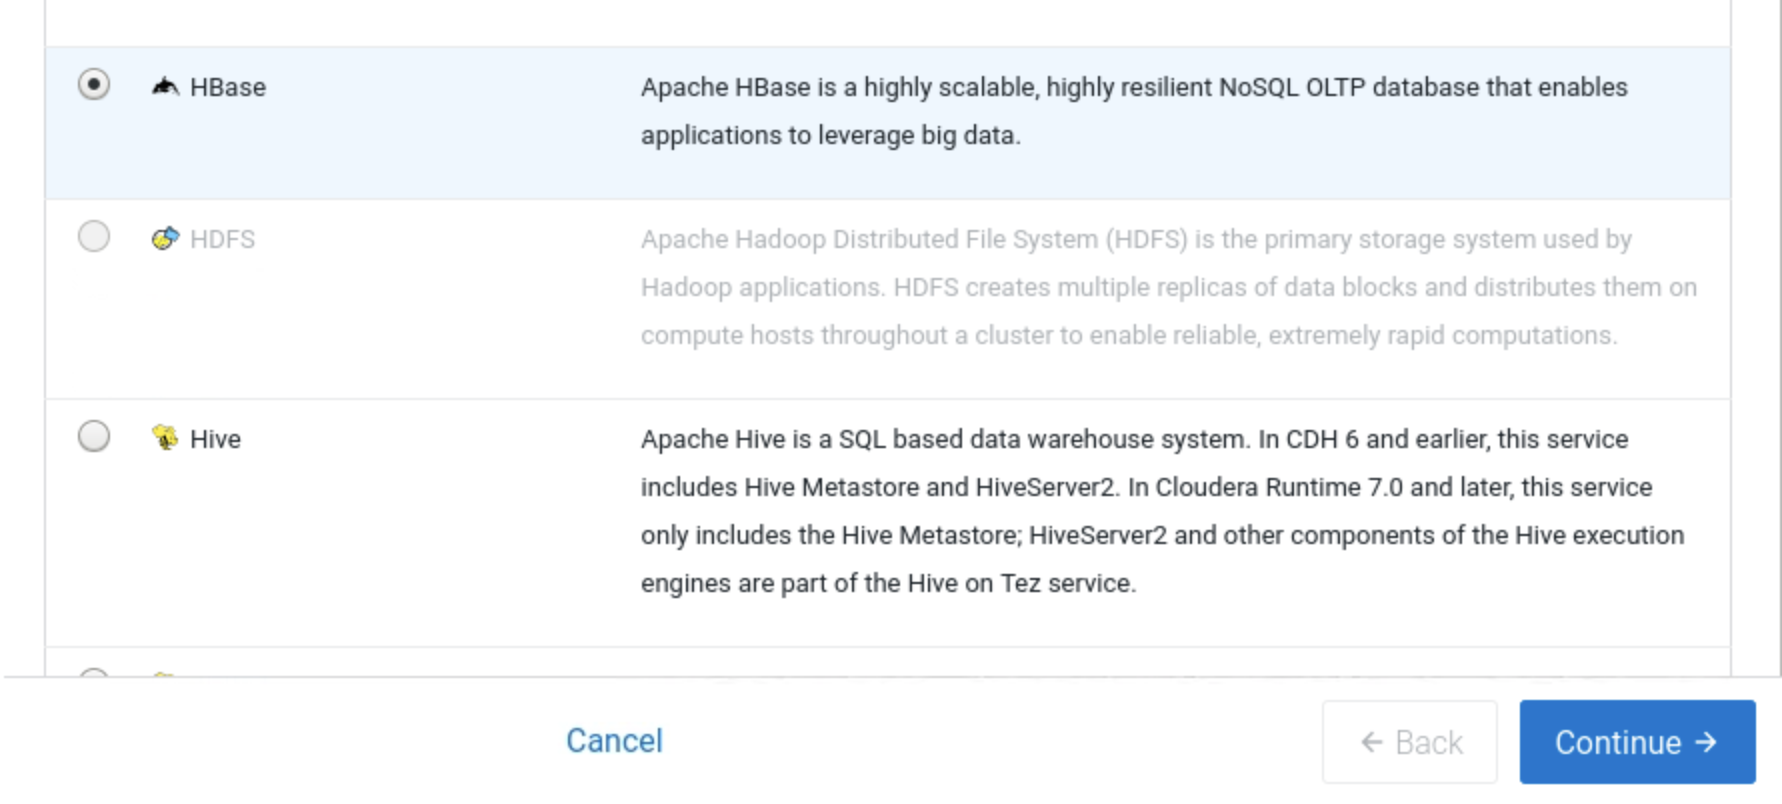 HBase
Apache HBase is a highly scalable, highly resilient NoSQL OLTP database that enables
applications to leverage big data.
HDFS
Apache Hadoop Distributed File System (HDFS) is the primary storage system used by
Hadoop applications. HDFS creates multiple replicas of data blocks and distributes them on
compute hosts throughout a cluster to enable reliable, extremely rapid computations.
Hive
Apache Hive is a SQL based data warehouse system. In CDH 6 and earlier, this service
includes Hive Metastore and HiveServer2. In Cloudera Runtime 7.0 and later, this service
only includes the Hive Metastore; HiveServer2 and other components of the Hive execution
engines are part of the Hive on Tez service.
Cancel
← Back
Continue →